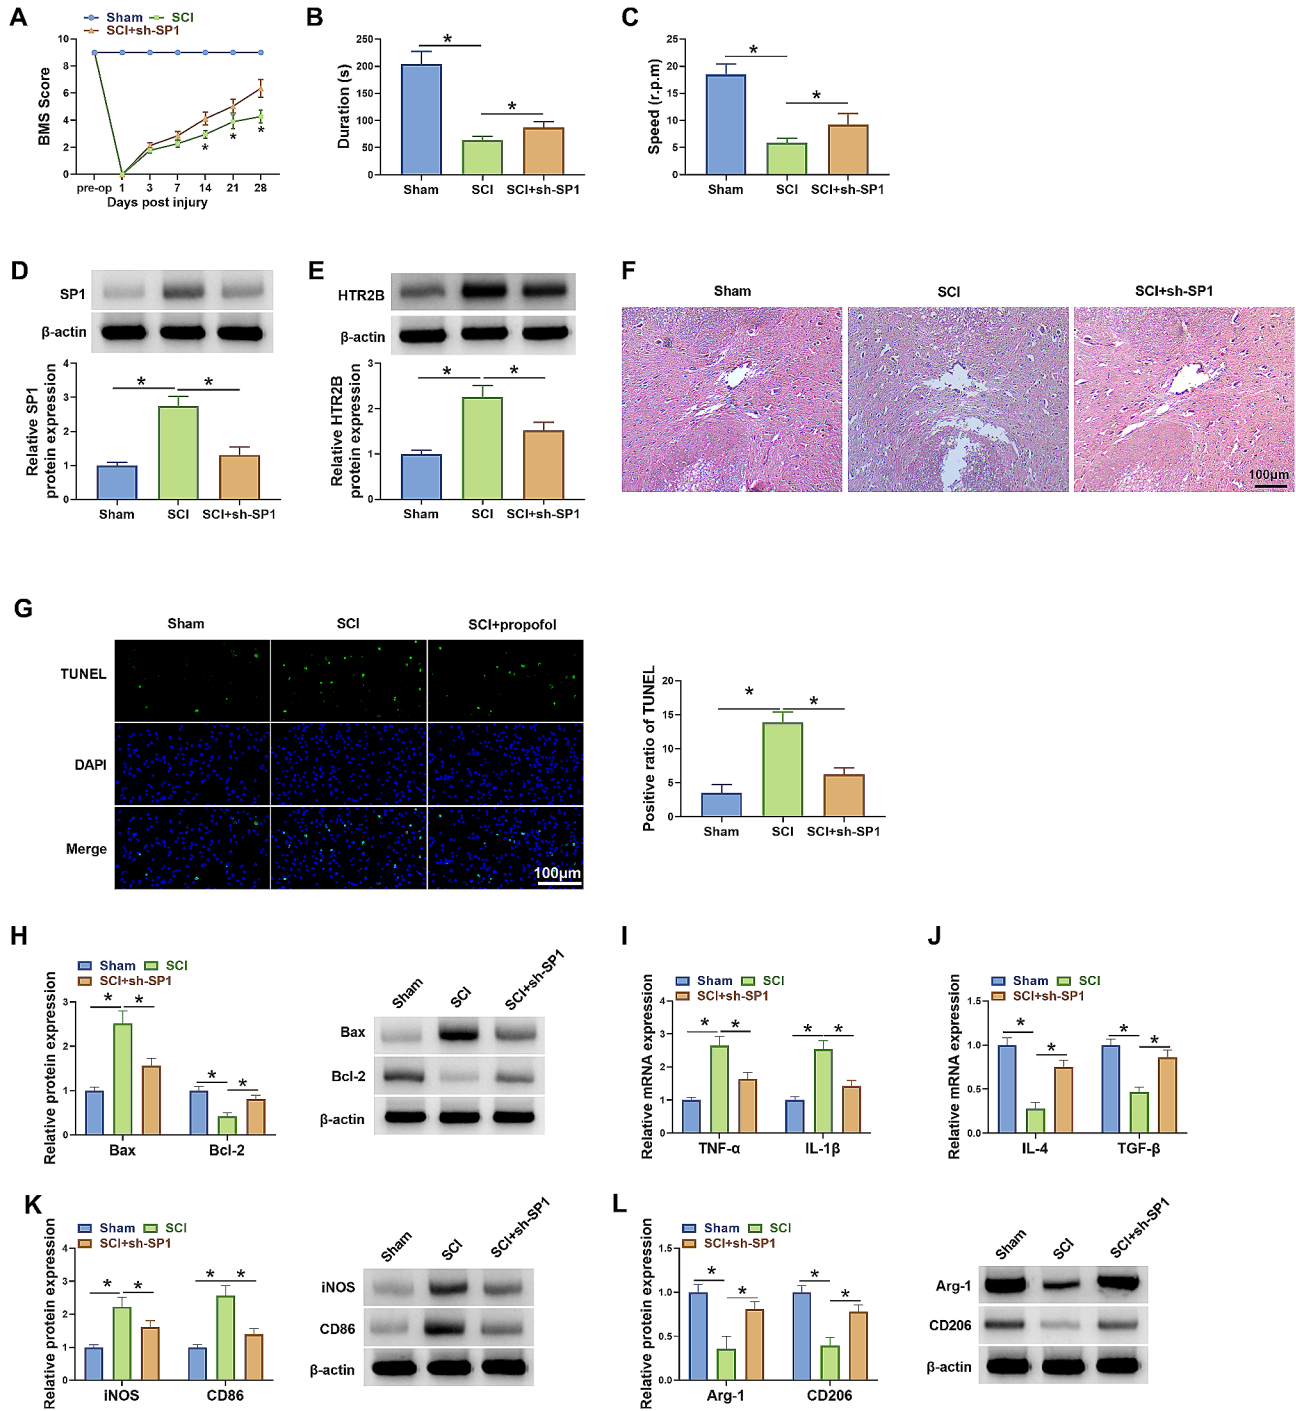 A
Sham SCI
SCI+sh-SP1
BMS Score
10
8
6
4
2
0
* * *
pre-op 1 3 7 14 21 28
Days post injury
B
Duration (s)
250
200
150
100
50
0
* *
Sham SCI SCI+sh-SP1
C
Speed (r.p.m)
25
20
15
10
5
0
* *
Sham SCI SCI+sh-SP1
D
SP1
β-actin
Relative SP1
protein expression
4
3
2
1
0
* *
Sham SCI SCI+sh-SP1
E
HTR2B
β-actin
Relative HTR2B
protein expression
3
2
1
0
* *
Sham SCI SCI+sh-SP1
F
Sham SCI SCI+sh-SP1
100μm
G
Sham SCI SCI+propofol
TUNEL
DAPI
Merge
100μm
Positive ratio of TUNEL
20
15
10
5
0
* *
Sham SCI SCI+sh-SP1
H
Sham SCI
SCI+sh-SP1
Relative protein expression
3
2
1
0
* * * *
Bax Bcl-2
Sham SCI SCI+sh-SP1
Bax
Bcl-2
β-actin
I
Sham SCI
SCI+sh-SP1
Relative mRNA expression
4
3
2
1
0
* * * *
TNF-α IL-1β
J
Sham SCI
SCI+sh-SP1
Relative mRNA expression
1.5
1.0
0.5
0.0
* * * *
IL-4 TGF-β
K
Sham SCI
SCI+sh-SP1
Relative protein expression
4
3
2
1
0
* * * *
iNOS CD86
Sham SCI SCI+sh-SP1
iNOS
CD86
β-actin
L
Sham SCI
SCI+sh-SP1
Relative protein expression
1.5
1.0
0.5
0.0
* * * *
Arg-1 CD206
Sham SCI SCI+sh-SP1
Arg-1
CD206
β-actin